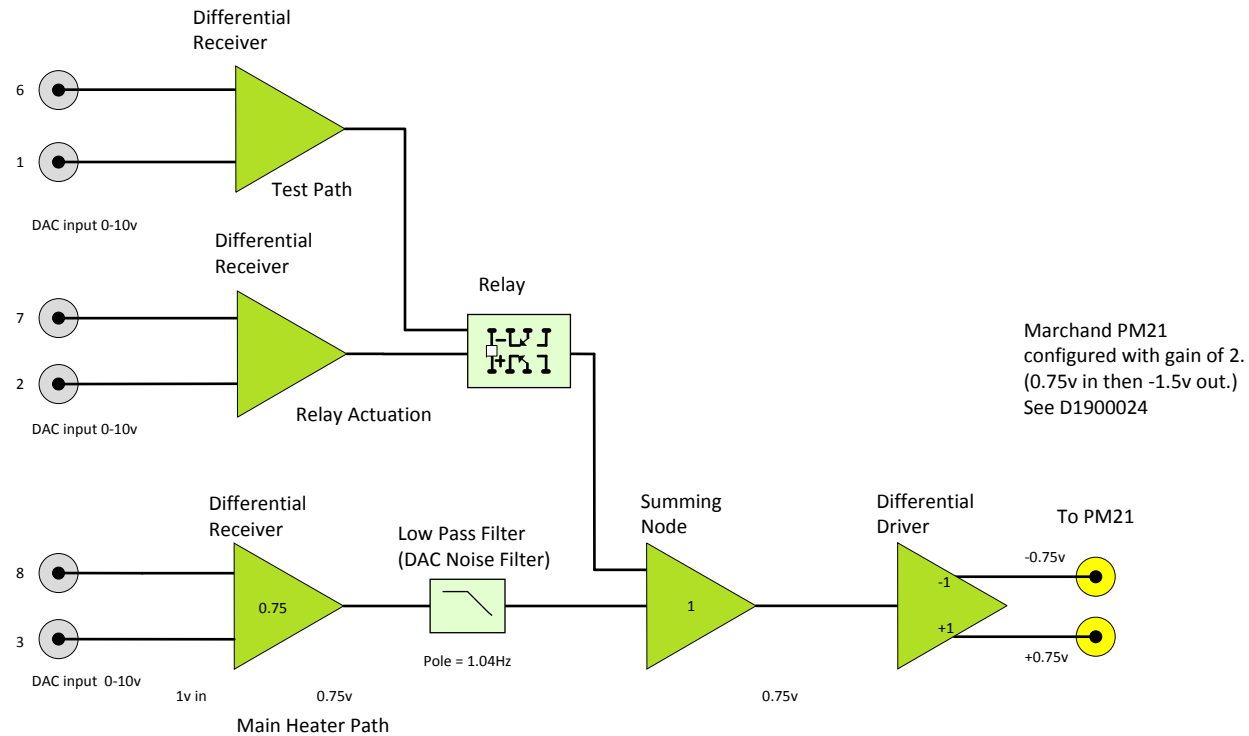 Differential
Receiver
6
1
Test Path
DAC input 0-10v
Differential
Receiver
7
2
Relay Actuation
DAC input 0-10v
Relay
Marchand PM21
configured with gain of 2.
(0.75v in then -1.5v out.)
See D1900024
Differential
Receiver
8
3
0.75
DAC input 0-10v
1v in
0.75v
Main Heater Path
Low Pass Filter
(DAC Noise Filter)
Pole = 1.04Hz
Summing
Node
1
0.75v
Differential
Driver
-1
+1
To PM21
-0.75v
+0.75v